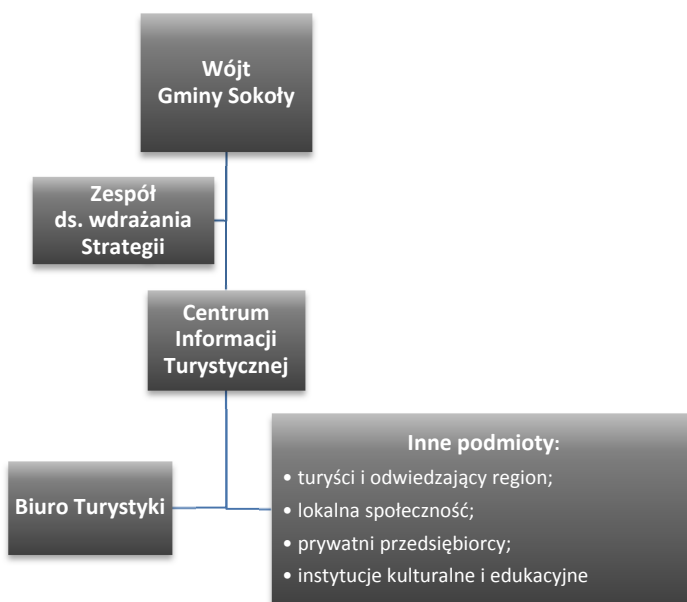 Wójt
Gminy Sokoły
Zespół
ds. wdrażania
Strategii
Centrum
Informacji
Turystycznej
Biuro Turystyki
Inne podmioty:
• turyści i odwiedzający region;
• lokalna społeczność;
• prywatni przedsiębiorcy;
• instytucje kulturalne i edukacyjne